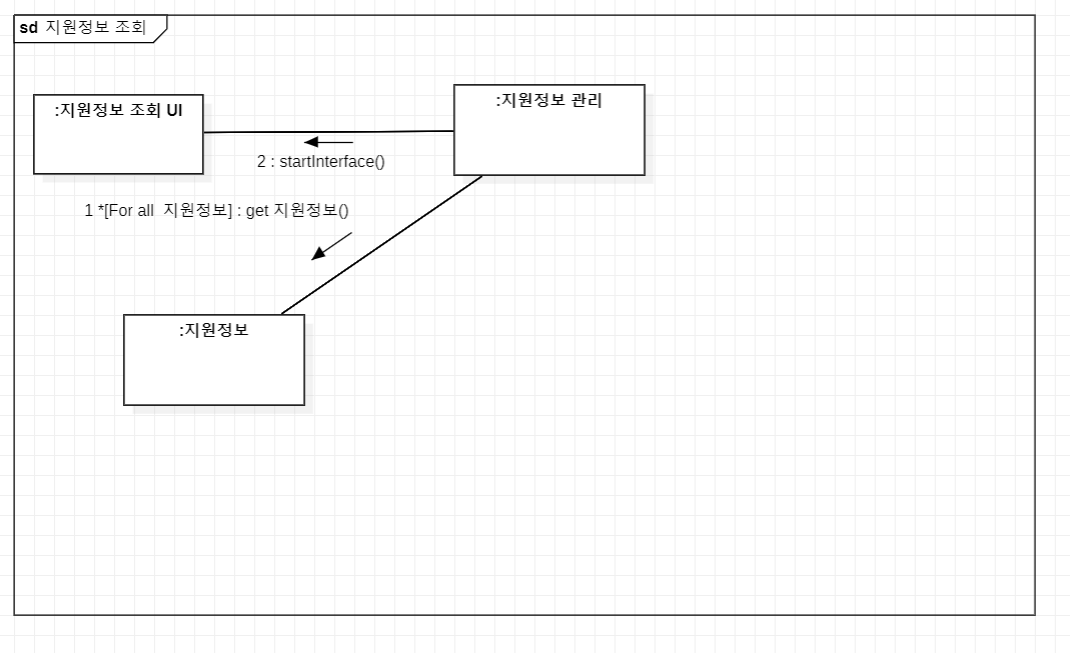 sd 지원정보 조회
:지원정보 조회 UI
:지원정보 관리
2 : startInterface()
1 *[For all  지원정보] : get 지원정보()
:지원정보